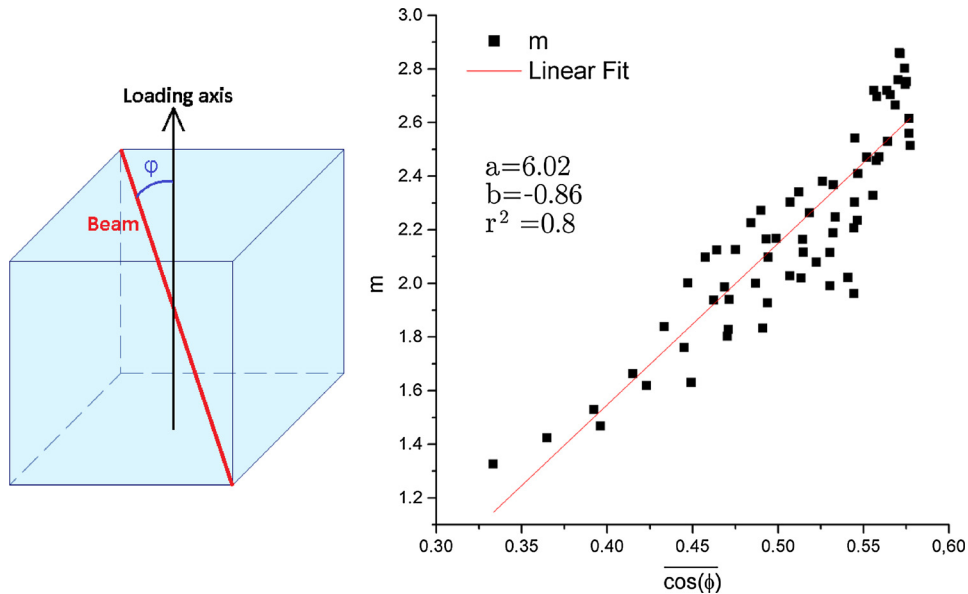 Loading axis
φ
Beam
m
Linear Fit
a=6.02
b=-0.86
r² =0.8
3.0
2.8
2.6
2.4
2.2
2.0
1.8
1.6
1.4
1.2
m
0.30 0,35 0.40 0.45 0.50 0.55 0,60
cos(ϕ)